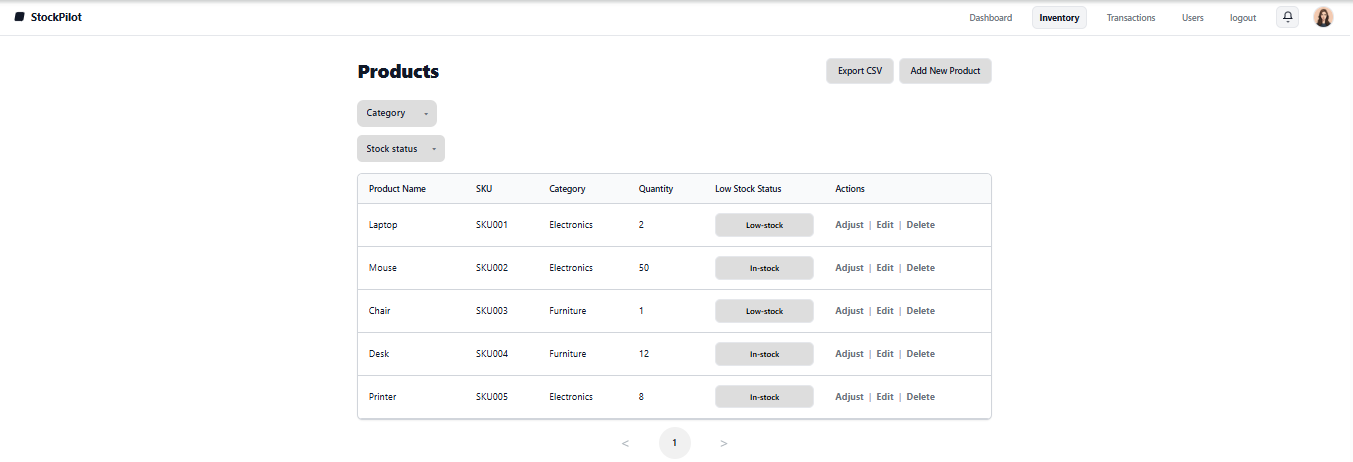 StockPilot Dashboard Inventory Transactions Users logout
Products Export CSV Add New Product
Category
Stock status
Product Name SKU Category Quantity Low Stock Status Actions
Laptop SKU001 Electronics 2 Low-stock Adjust | Edit | Delete
Mouse SKU002 Electronics 50 In-stock Adjust | Edit | Delete
Chair SKU003 Furniture 1 Low-stock Adjust | Edit | Delete
Desk SKU004 Furniture 12 In-stock Adjust | Edit | Delete
Printer SKU005 Electronics 8 In-stock Adjust | Edit | Delete
< 1 >